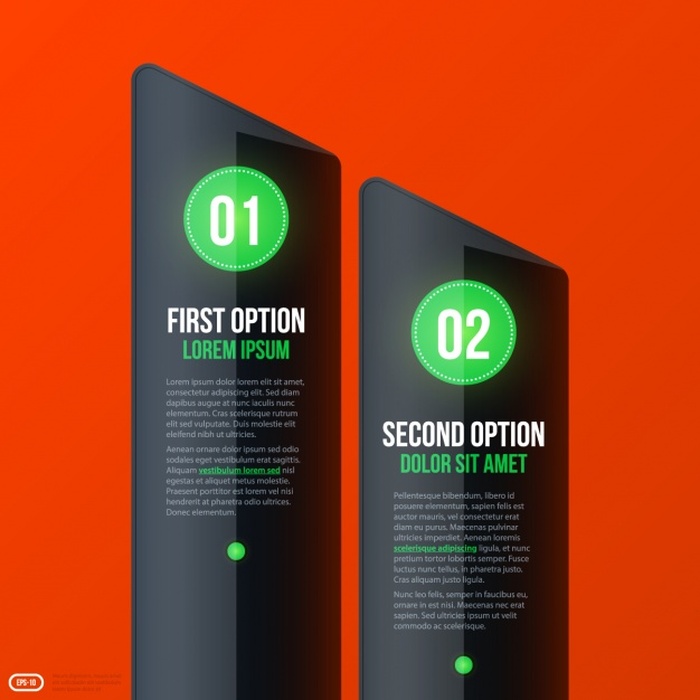 01
FIRST OPTION
LOREM IPSUM
Lorem ipsum dolor lorem elit sit amet,
consectetur adipiscing elit. Sed diam
dapibus augue at nunc iaculis nunc
elementum. Cras scelerisque rutrum
elit sed vulputate. Duis molestie elit
eleifend nibh ut ultricies.
Aenean ornare dolor ipsum sed odio
sodales eget vestibulum erat sagittis.
Aliquam vestibulum lorem sed nisl
egestas et aliquet metus molestie.
Praesent porttitor est lorem vel nisi
hendrerit at pharetra odio ultrices.
Donec elementum.
02
SECOND OPTION
DOLOR SIT AMET
Pellentesque bibendum, libero id
posuere elementum, sapien felis est
auctor mauris, vel consectetur erat
diam eu purus. Maecenas pulvinar
ultricies imperdiet. Aenean loremis
scelerisque adipiscing ligula, et nunc
pretium tortor lobortis semper. Fusce
luctus nunc tellus, in pharetra justo.
Cras aliquam justo ligula.
Nunc leo felis, semper in faucibus eu,
ornare in est nisi. Maecenas nec erat
sapien. Sed ultrices ornare enim et
commodo scelerisque.
EPS·10